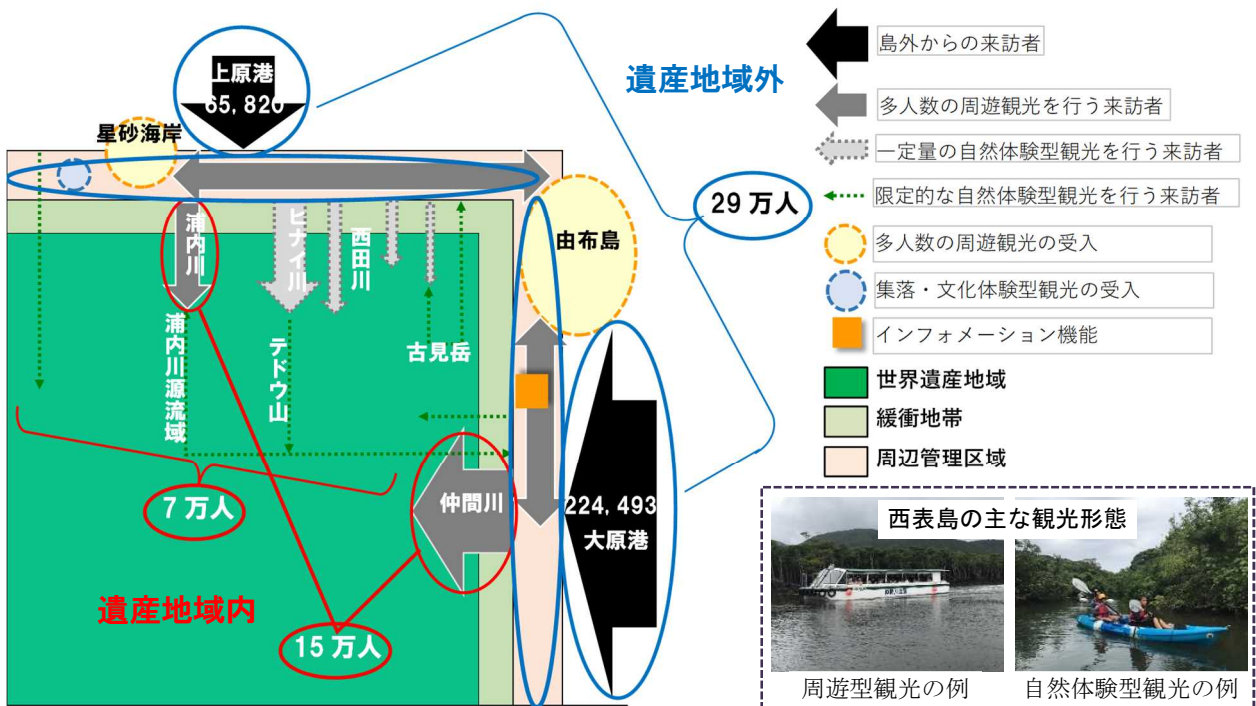 上原港
65,820
遺産地域外
星砂海岸
29万人
由布島
浦内川
ヒナイ川
西田川
浦内川源流域
テドウ山
古見岳
7万人
仲間川
224,493
大原港
遺産地域内
15万人
島外からの来訪者
多人数の周遊観光を行う来訪者
一定量の自然体験型観光を行う来訪者
限定的な自然体験型観光を行う来訪者
多人数の周遊観光の受入
集落・文化体験型観光の受入
インフォメーション機能
世界遺産地域
緩衝地帯
周辺管理区域
西表島の主な観光形態
周遊型観光の例
自然体験型観光の例